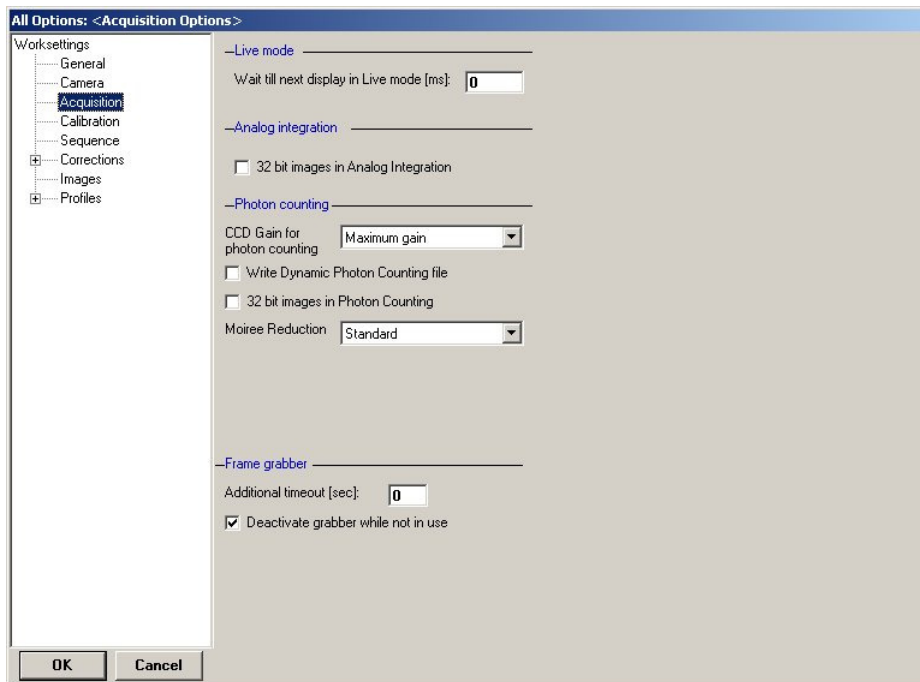 All Options: <Acquisition Options>
Worksettings
General
Camera
Acquisition
Calibration
Sequence
Corrections
Images
Profiles
Live mode
Wait till next display in Live mode [ms]: 0
Analog integration
32 bit images in Analog Integration
Photon counting
CCD Gain for
photon counting
Maximum gain
Write Dynamic Photon Counting file
32 bit images in Photon Counting
Moiree Reduction Standard
Frame grabber
Additional timeout [sec]: 0
Deactivate grabber while not in use
OK Cancel